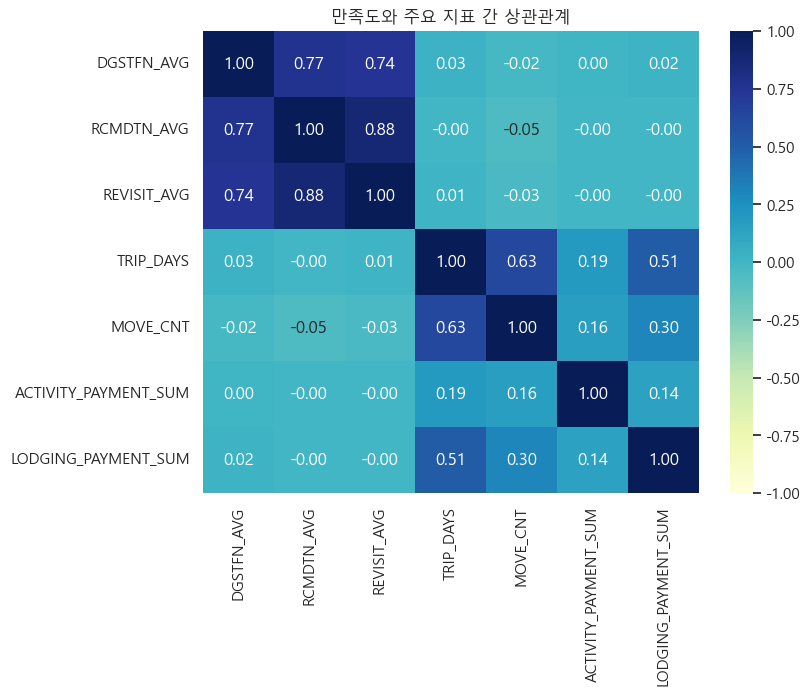 만족도와 주요 지표 간 상관관계
DGSTFN_AVG 1.00 0.77 0.74 0.03 -0.02 0.00 0.02
RCMDTN_AVG 0.77 1.00 0.88 -0.00 -0.05 -0.00 -0.00
REVISIT_AVG 0.74 0.88 1.00 0.01 -0.03 -0.00 -0.00
TRIP_DAYS 0.03 -0.00 0.01 1.00 0.63 0.19 0.51
MOVE_CNT -0.02 -0.05 -0.03 0.63 1.00 0.16 0.30
ACTIVITY_PAYMENT_SUM 0.00 -0.00 -0.00 0.19 0.16 1.00 0.14
LODGING_PAYMENT_SUM 0.02 -0.00 -0.00 0.51 0.30 0.14 1.00
DGSTFN_AVG
RCMDTN_AVG
REVISIT_AVG
TRIP_DAYS
MOVE_CNT
ACTIVITY_PAYMENT_SUM
LODGING_PAYMENT_SUM
1.00
0.75
0.50
0.25
0.00
-0.25
-0.50
-0.75
-1.00